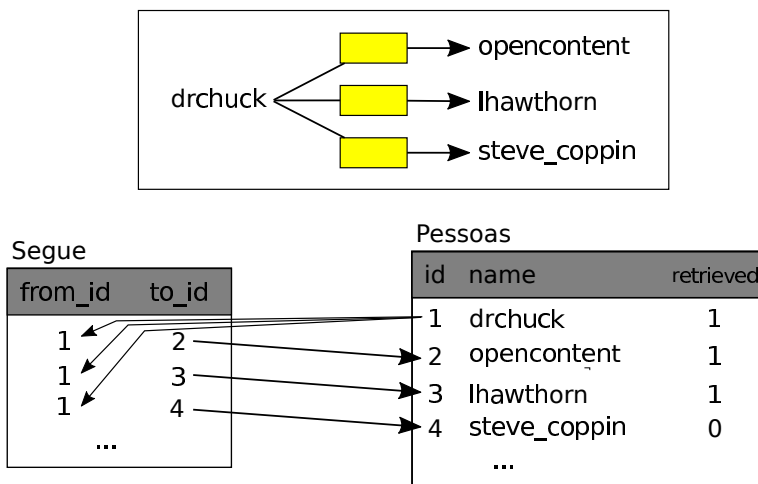 opencontent
drchuck
lhawthorn
steve_coppin
Segue
from_id to_id
1 2
1 3
1 4
...
Pessoas
id name retrieved
1 drchuck 1
2 opencontent 1
3 lhawthorn 1
4 steve_coppin 0
...